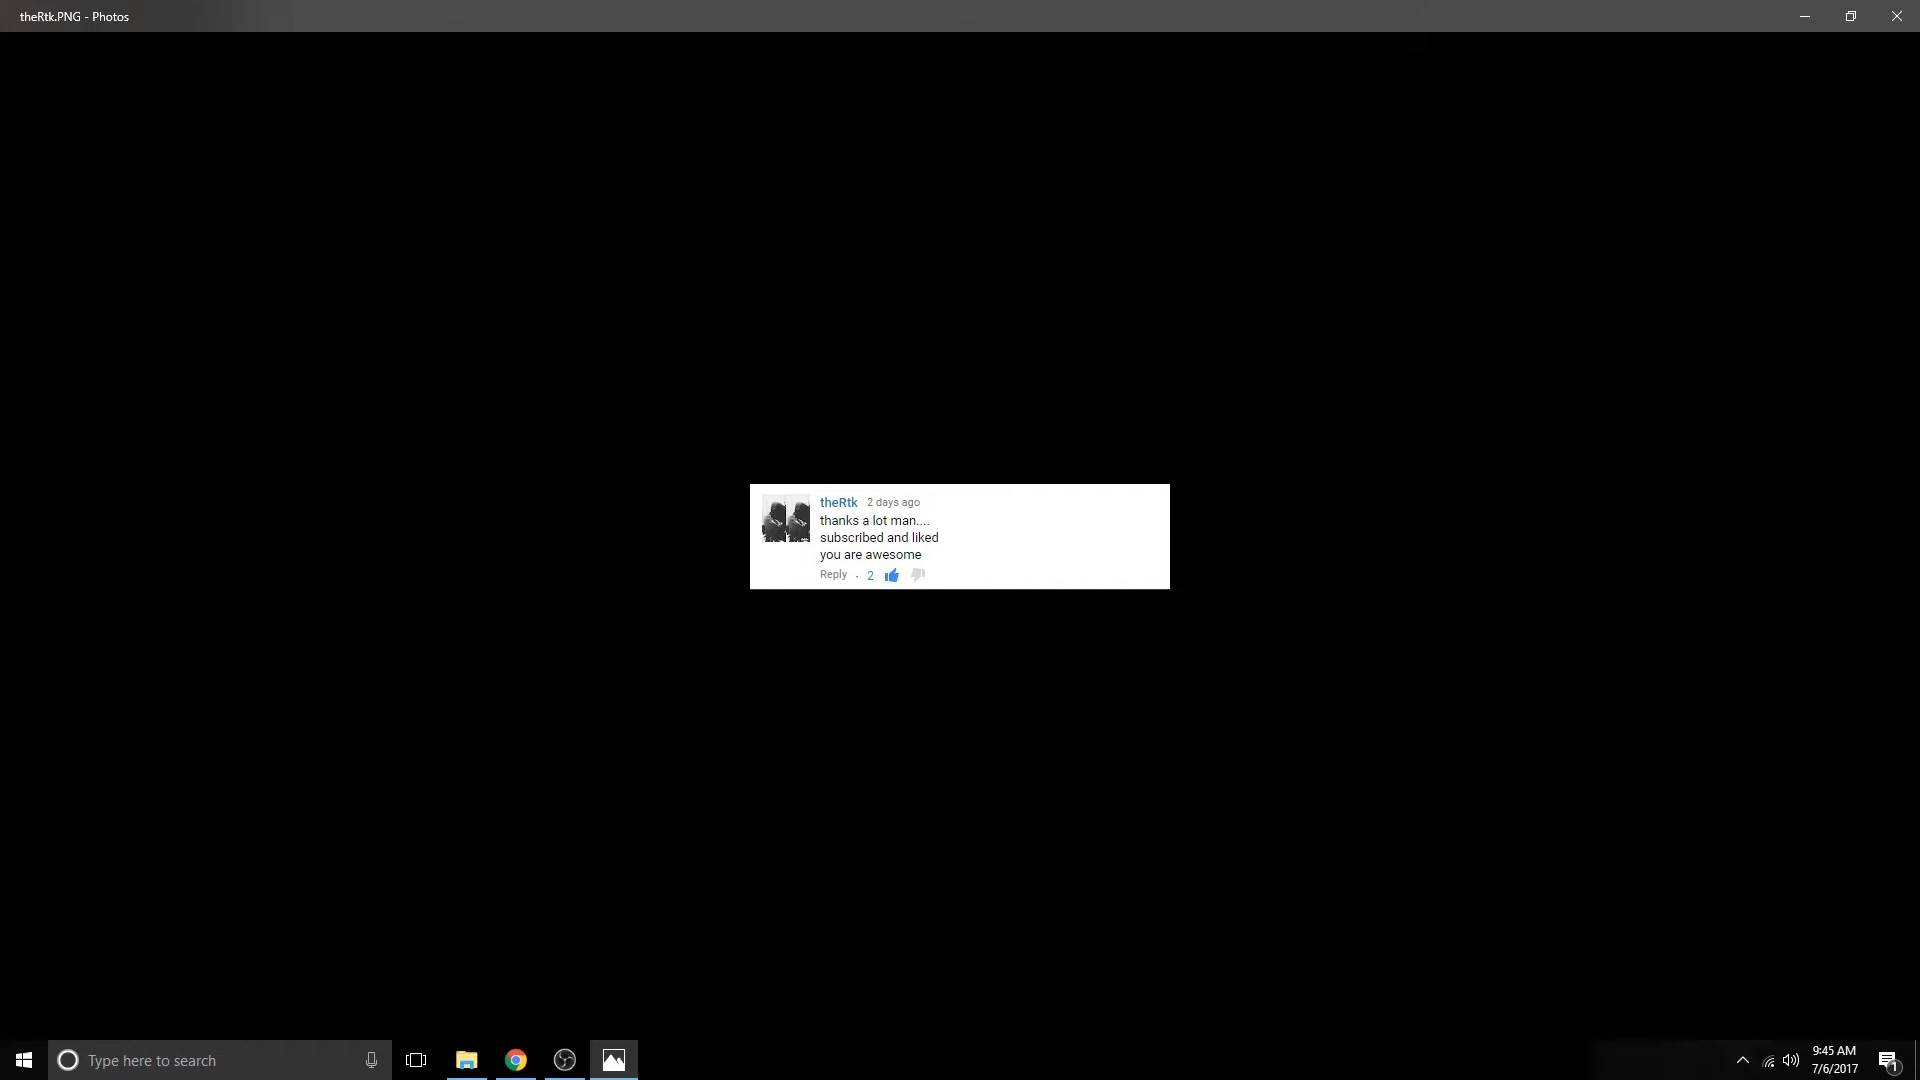 theRtk.PNG - Photos
theRtk 2 days ago
thanks a lot man....
subscribed and liked
you are awesome
Reply . 2
Type here to search
9:45 AM
7/6/2017
1